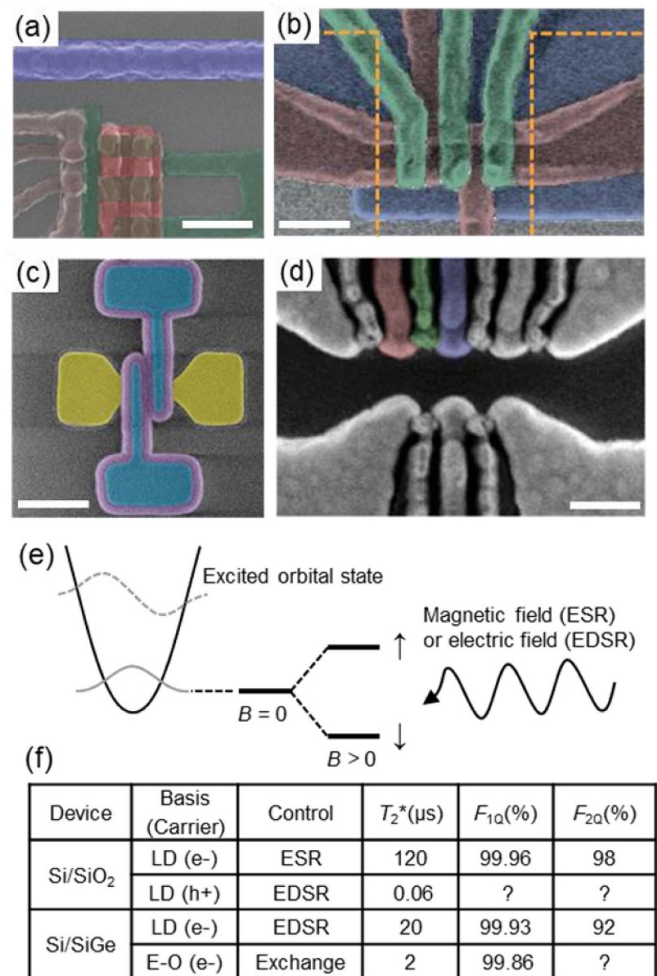 (a)
(b)
(c)
(d)
(e)
Excited orbital state
Magnetic field (ESR)
or electric field (EDSR)
↑
B = 0
B > 0
↓
(f)
Device Basis (Carrier) Control T₂*(μs) F₁Q(%) F₂Q(%)
Si/SiO₂ LD (e-) ESR 120 99.96 98
LD (h+) EDSR 0.06 ? ?
Si/SiGe LD (e-) EDSR 20 99.93 92
E-O (e-) Exchange 2 99.86 ?